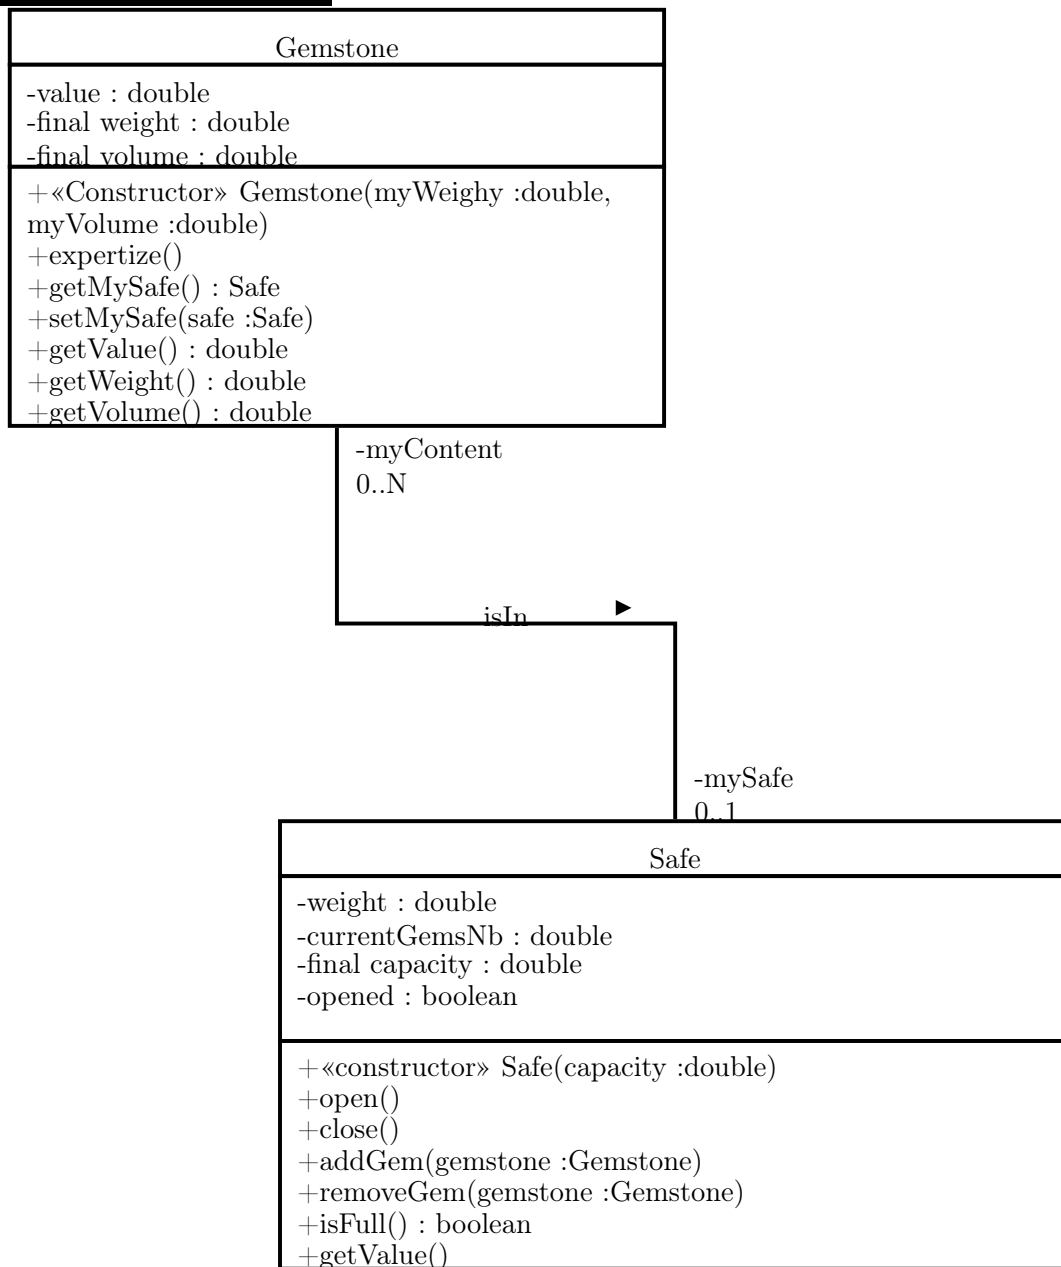 Gemstone
-value : double
-final weight : double
-final volume : double
+«Constructor» Gemstone(myWeighy :double,
myVolume :double)
+expertize()
+getMySafe() : Safe
+setMySafe(safe :Safe)
+getValue() : double
+getWeight() : double
+getVolume() : double
-myContent
0..N
isIn
-mySafe
0..1
Safe
-weight : double
-currentGemsNb : double
-final capacity : double
-opened : boolean
+«constructor» Safe(capacity :double)
+open()
+close()
+addGem(gemstone :Gemstone)
+removeGem(gemstone :Gemstone)
+isFull() : boolean
+getValue()